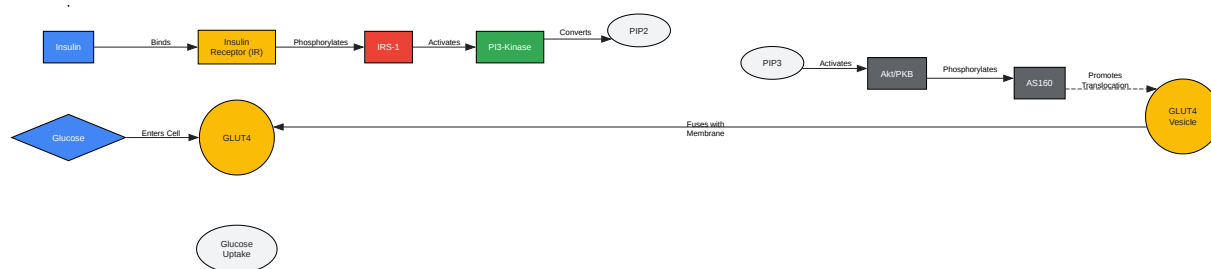 Insulin
Binds
Insulin
Receptor (IR)
Phosphorylates
IRS-1
Activates
PI3-Kinase
Converts
PIP2
PIP3
Activates
Akt/PKB
Phosphorylates
AS160
Promotes
Translocation
GLUT4
Vesicle
Glucose
Enters Cell
GLUT4
Fuses with
Membrane
Glucose
Uptake